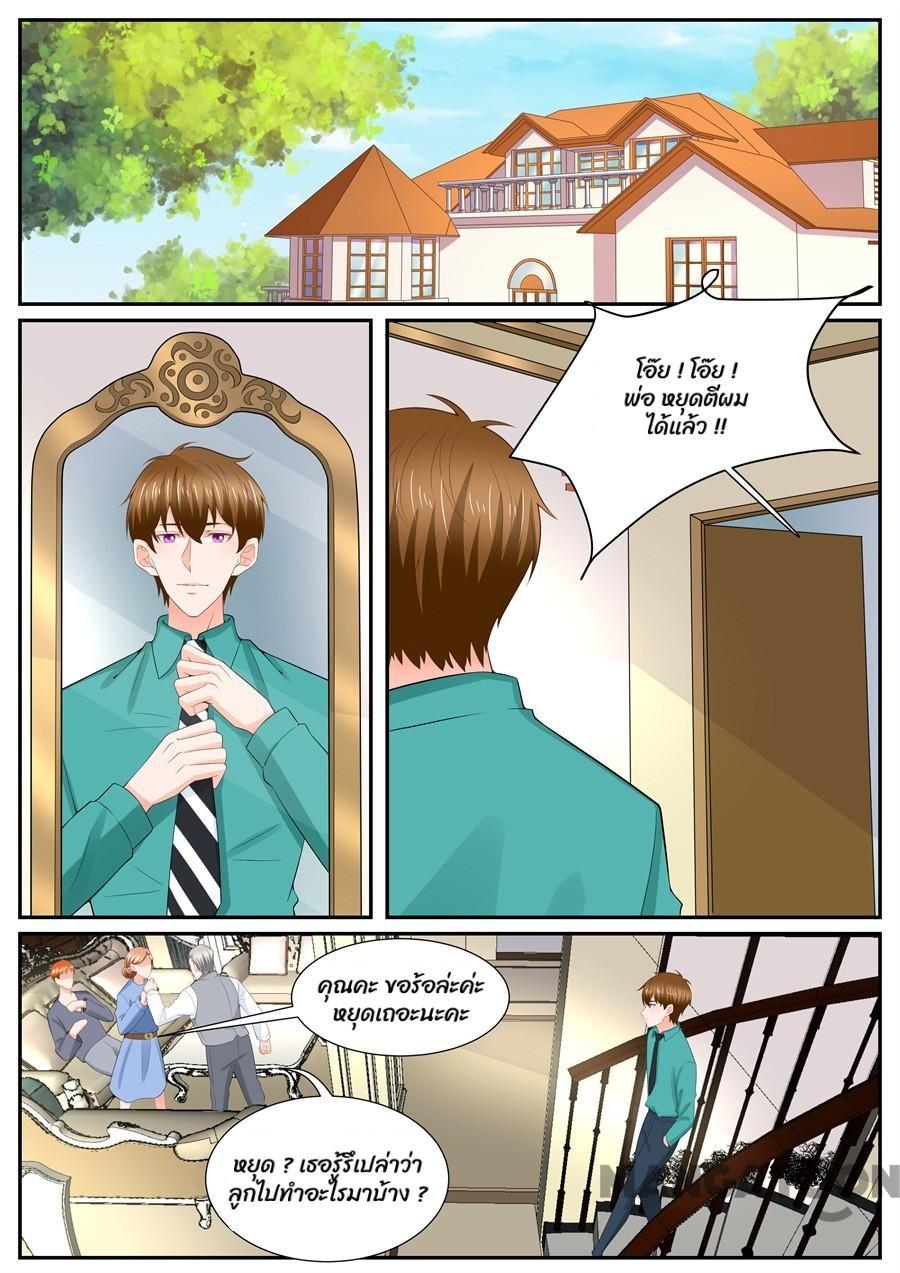 โอ๊ย ! โอ๊ย !
พ่อ หยุดตีผม
ได้แล้ว !!
คุณคะ ขอร้อล่ะค่ะ
หยุดเถอะนะคะ
หยุด ? เธอรู้รึเปล่าว่า
ลูกไปทำอะไรมาบ้าง ?
MANGATOON